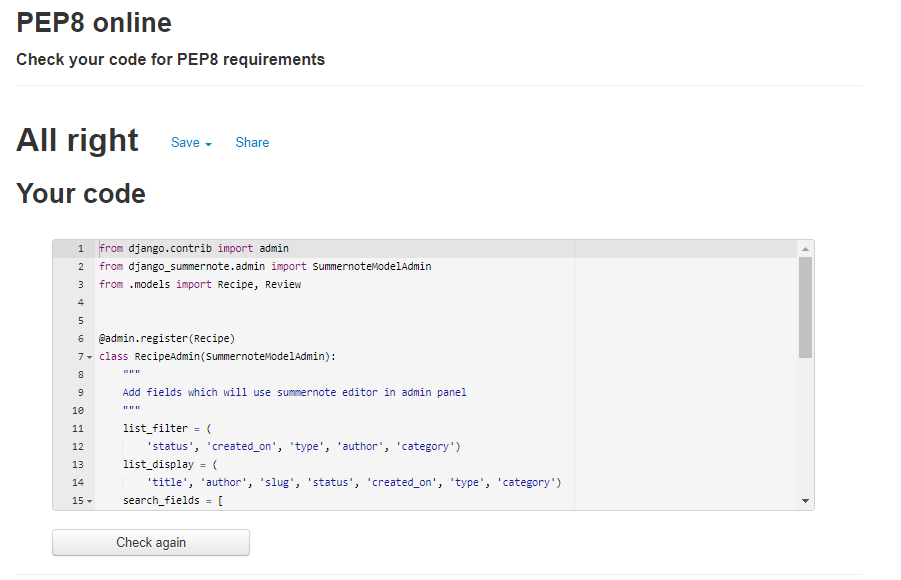 PEP8 online
Check your code for PEP8 requirements
All right Save Share
Your code
1 from django.contrib import admin
2 from django_summernote.admin import SummernoteModelAdmin
3 from .models import Recipe, Review
4
5
6 @admin.register(Recipe)
7 class RecipeAdmin(SummernoteModelAdmin):
8 """
9 Add fields which will use summernote editor in admin panel
10 """
11 list_filter = (
12 'status', 'created_on', 'type', 'author', 'category')
13 list_display = (
14 'title', 'author', 'slug', 'status', 'created_on', 'type', 'category')
15 search_fields = [
Check again